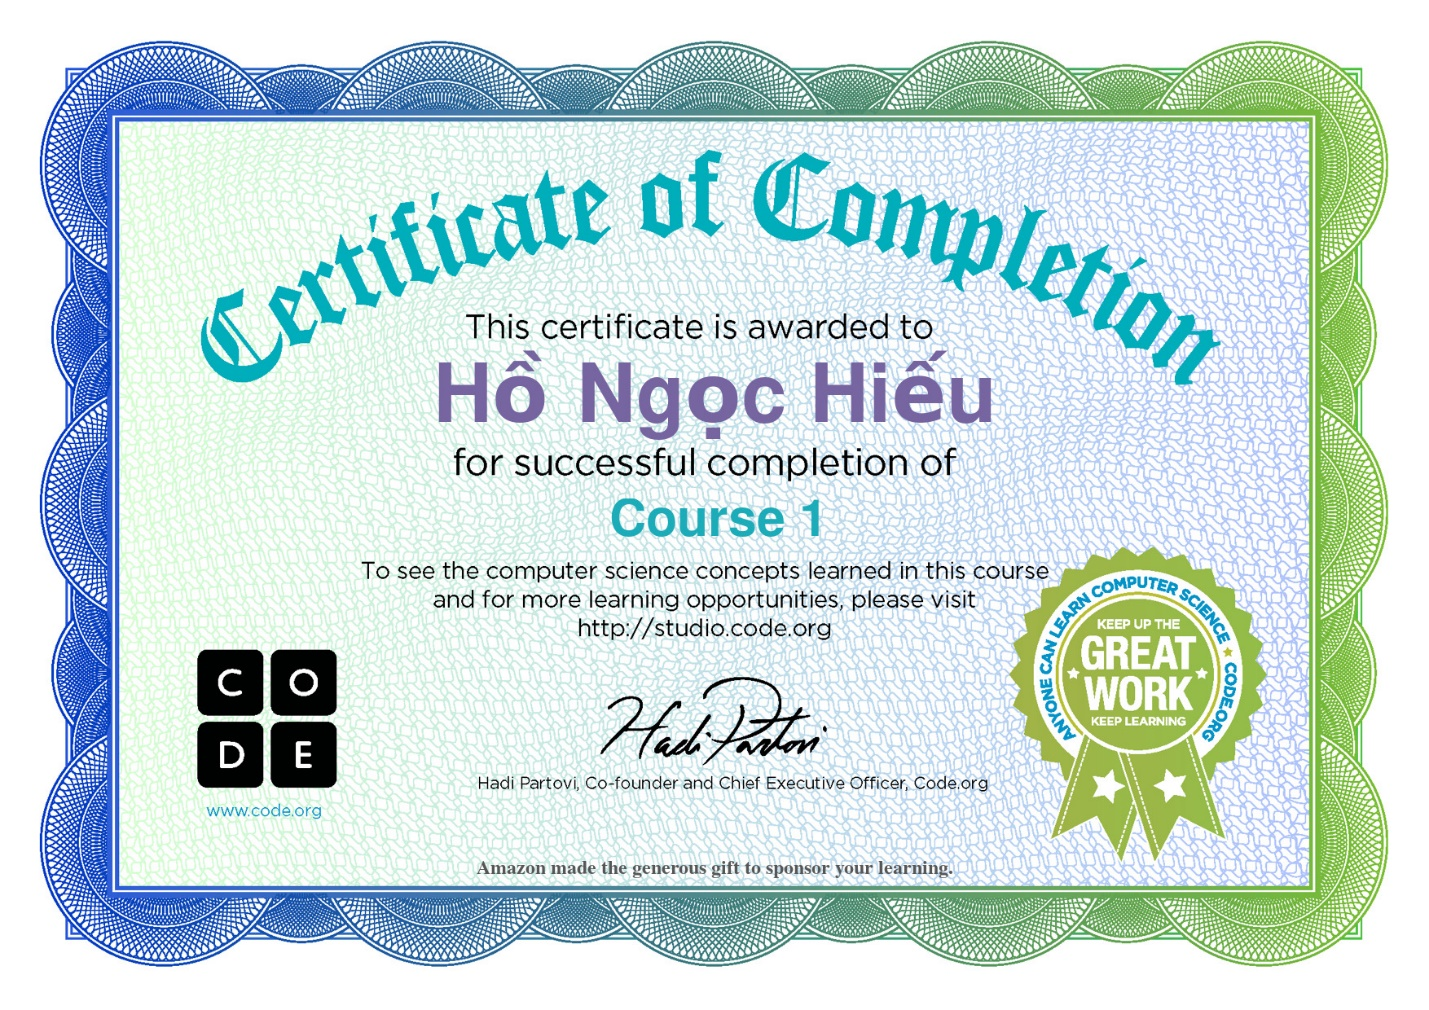 Certificate of Completion
This certificate is awarded to
Hồ Ngọc Hiếu
for successful completion of
Course 1
To see the computer science concepts learned in this course
and for more learning opportunities, please visit
http://studio.code.org
ANYONE CAN LEARN COMPUTER SCIENCE ★ CODE.ORG
KEEP UP THE
GREAT
WORK
KEEP LEARNING
C O
D E
www.code.org
Hadi Partovi
Hadi Partovi, Co-founder and Chief Executive Officer, Code.org
Amazon made the generous gift to sponsor your learning.